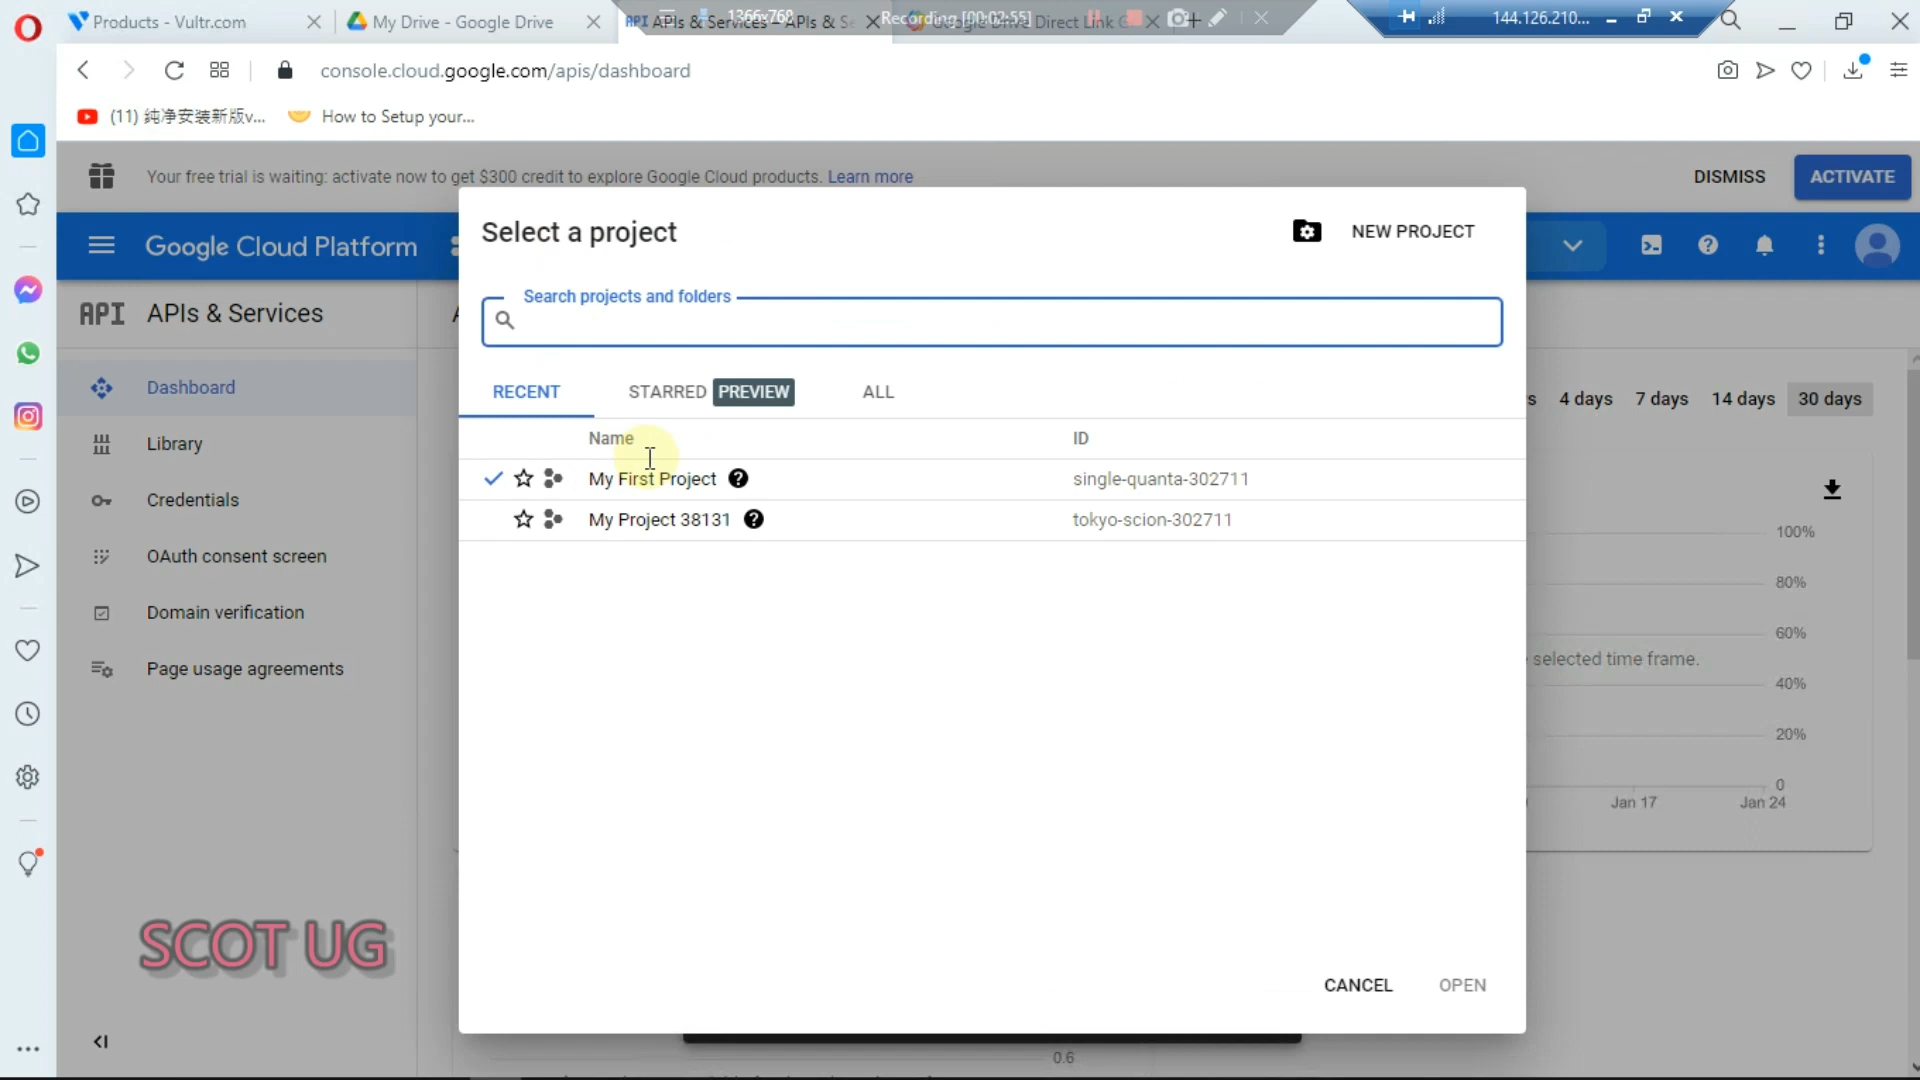 Products - Vultr.com
My Drive - Google Drive
API APIs & Services – APIs & Se
1366x768
Recording [00:02:55]
Google Drive Direct Link G
144.126.210...
console.cloud.google.com/apis/dashboard
(11) 纯净安装新版v...
How to Setup your...
Your free trial is waiting: activate now to get $300 credit to explore Google Cloud products. Learn more
DISMISS
ACTIVATE
Google Cloud Platform
Select a project
NEW PROJECT
API APIs & Services
Search projects and folders
Dashboard
Library
Credentials
OAuth consent screen
Domain verification
Page usage agreements
RECENT
STARRED PREVIEW
ALL
s 4 days 7 days 14 days 30 days
Name ID
My First Project single-quanta-302711
My Project 38131 tokyo-scion-302711
100%
80%
60%
selected time frame.
40%
20%
0
Jan 17 Jan 24
SCOT UG
CANCEL OPEN
0.6